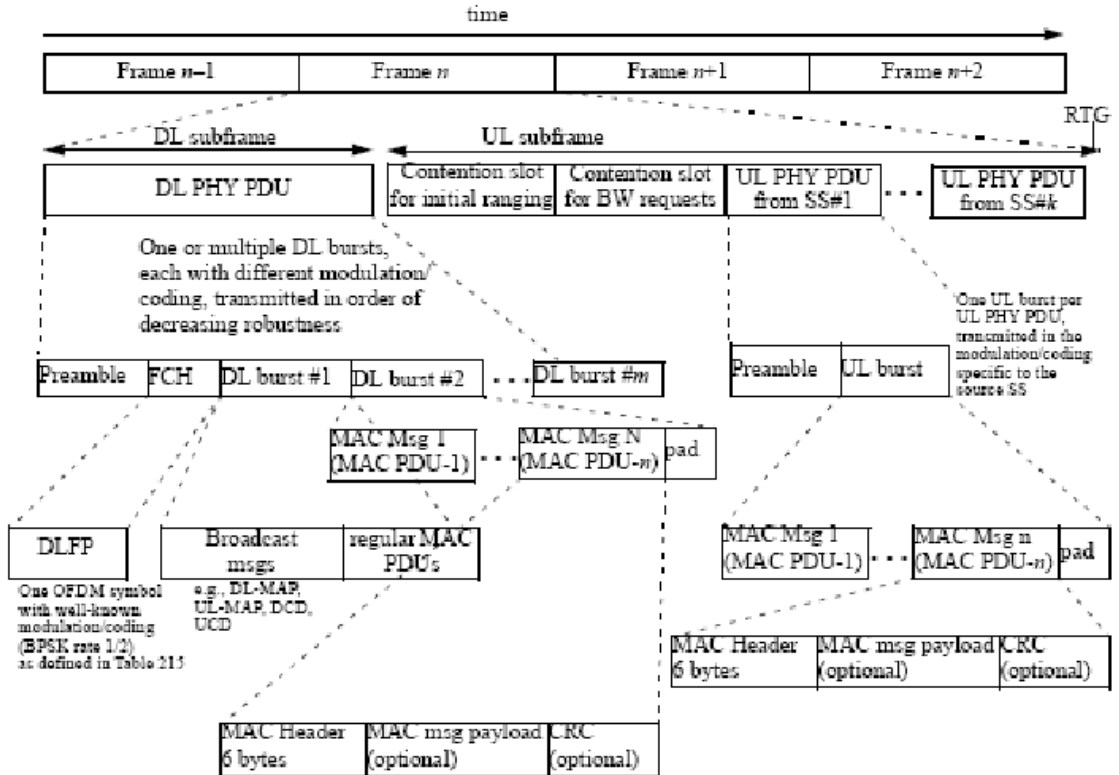 time
Frame n–1
Frame n
Frame n+1
Frame n+2
RTG
DL subframe
UL subframe
DL PHY PDU
Contention slot
for initial ranging
Contention slot
for BW requests
UL PHY PDU
from SS#1
...
UL PHY PDU
from SS#k
One or multiple DL bursts,
each with different modulation/
coding, transmitted in order of
decreasing robustness
One UL burst per
UL PHY PDU,
transmitted in the
modulation/coding
specific to the
source SS
Preamble
FCH
DL burst #1
DL burst #2
...
DL burst #m
Preamble
UL burst
MAC Msg 1
(MAC PDU-1)
...
MAC Msg N
(MAC PDU-n)
pad
DLFP
Broadcast
msgs
regular MAC
PDUs
One OFDM symbol
with well-known
modulation/coding
(BPSK rate 1/2)
as defined in Table 215
e.g., DL-MAP,
UL-MAP, DCD,
UCD
MAC Msg 1
(MAC PDU-1)
...
MAC Msg n
(MAC PDU-n)
pad
MAC Header
6 bytes
MAC msg payload
(optional)
CRC
(optional)
MAC Header
6 bytes
MAC msg payload
(optional)
CRC
(optional)